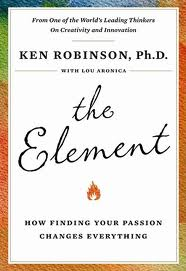 From One of the World's Leading Thinkers
On Creativity and Innovation
KEN ROBINSON, Ph.D.
WITH LOU ARONICA
the
Element
HOW FINDING YOUR PASSION
CHANGES EVERYTHING